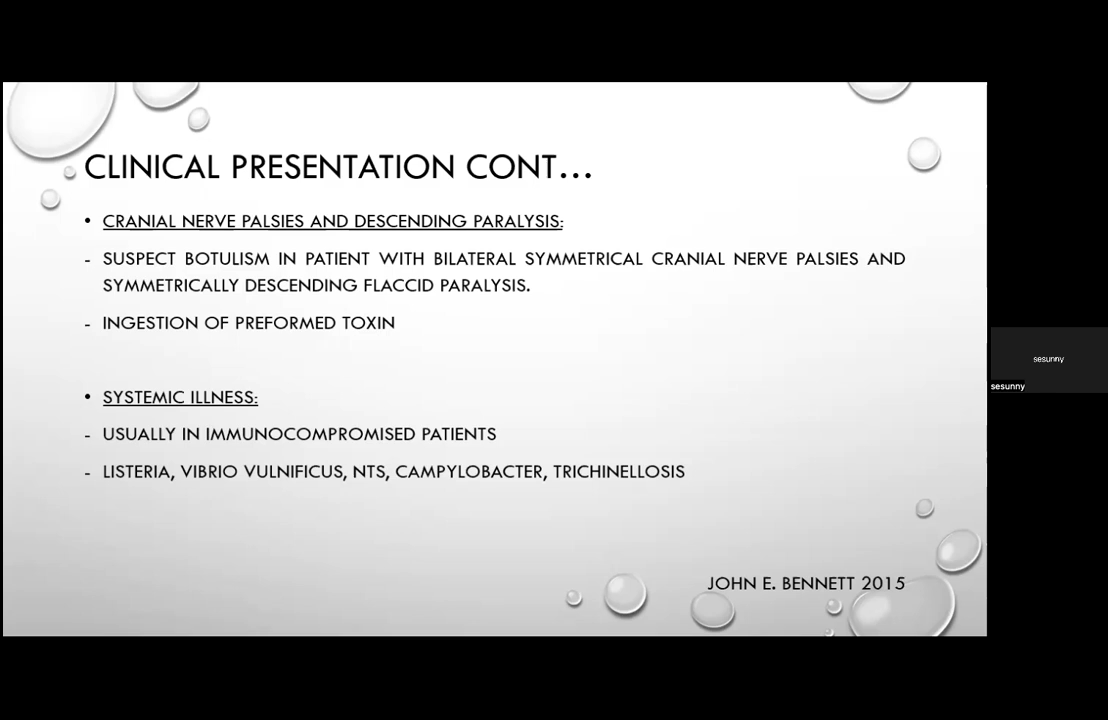 CLINICAL PRESENTATION CONT...
• CRANIAL NERVE PALSIES AND DESCENDING PARALYSIS:
- SUSPECT BOTULISM IN PATIENT WITH BILATERAL SYMMETRICAL CRANIAL NERVE PALSIES AND
SYMMETRICALLY DESCENDING FLACCID PARALYSIS.
- INGESTION OF PREFORMED TOXIN
• SYSTEMIC ILLNESS:
- USUALLY IN IMMUNOCOMPROMISED PATIENTS
- LISTERIA, VIBRIO VULNIFICUS, NTS, CAMPYLOBACTER, TRICHINELLOSIS
JOHN E. BENNETT 2015
sesunny
sesunny